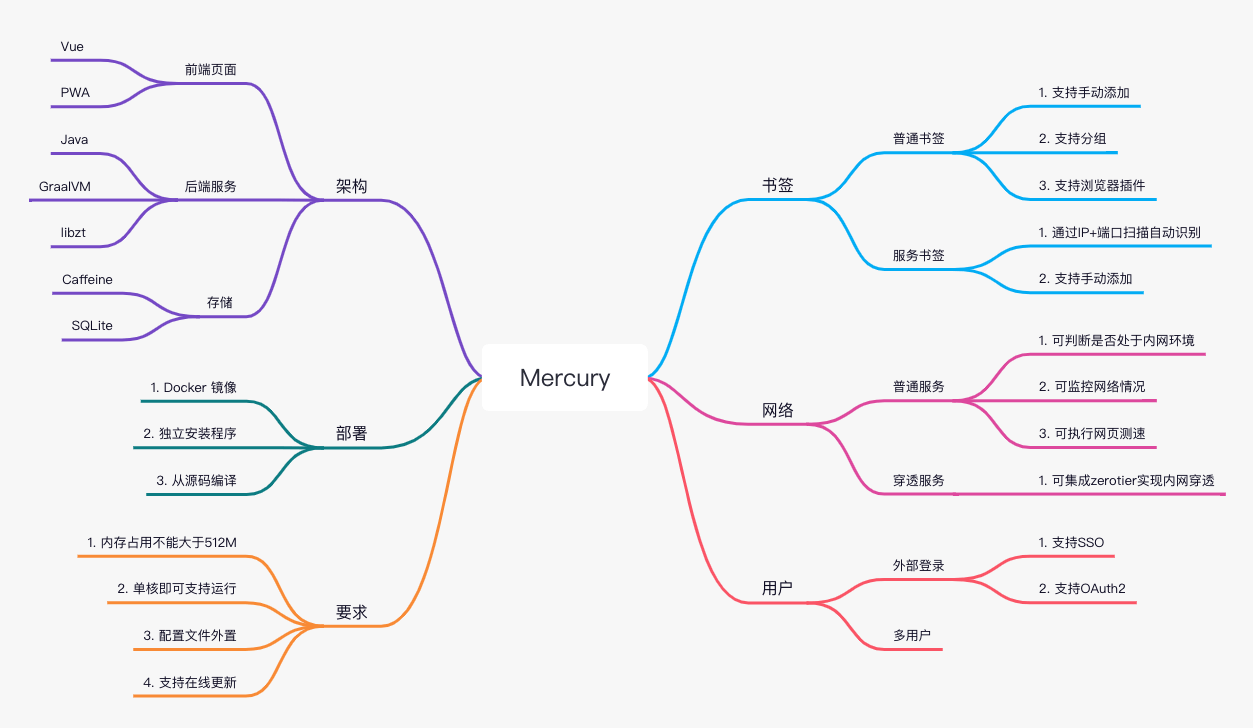 Mercury
架构
前端页面
Vue
PWA
后端服务
Java
GraalVM
libzt
存储
Caffeine
SQLite
部署
1. Docker 镜像
2. 独立安装程序
3. 从源码编译
要求
1. 内存占用不能大于512M
2. 单核即可支持运行
3. 配置文件外置
4. 支持在线更新
书签
普通书签
1. 支持手动添加
2. 支持分组
3. 支持浏览器插件
服务书签
1. 通过IP+端口扫描自动识别
2. 支持手动添加
网络
普通服务
1. 可判断是否处于内网环境
2. 可监控网络情况
3. 可执行网页测速
穿透服务
1. 可集成zerotier实现内网穿透
用户
外部登录
1. 支持SSO
2. 支持OAuth2
多用户